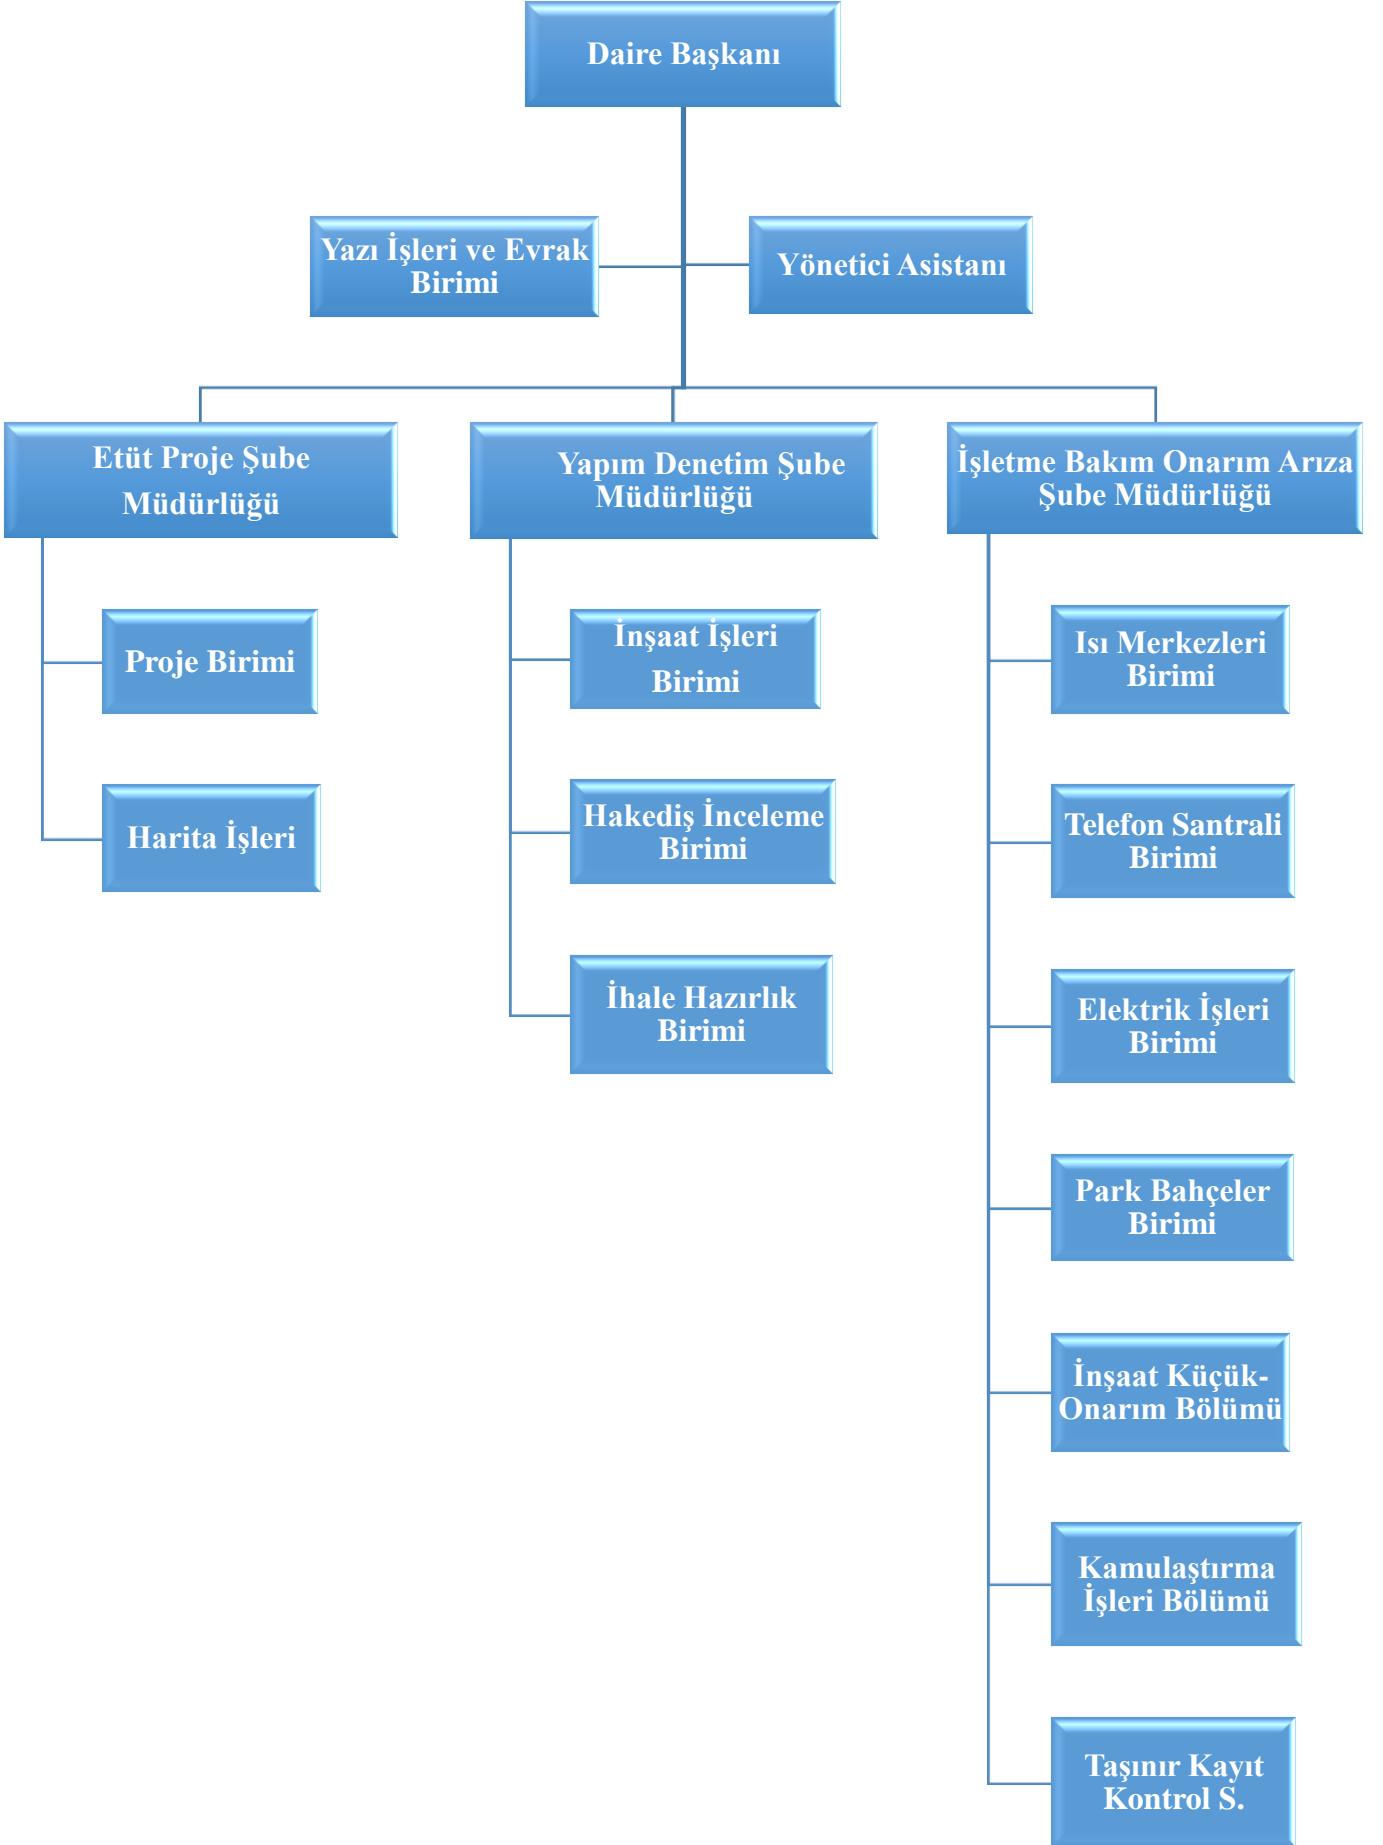 Daire Başkanı
Yazı İşleri ve Evrak
Birimi
Yönetici Asistanı
Etüt Proje Şube
Müdürlüğü
Proje Birimi
Harita İşleri
Yapım Denetim Şube
Müdürlüğü
İnşaat İşleri
Birimi
Hakediş İnceleme
Birimi
İhale Hazırlık
Birimi
İşletme Bakım Onarım Arıza
Şube Müdürlüğü
Isı Merkezleri
Birimi
Telefon Santrali
Birimi
Elektrik İşleri
Birimi
Park Bahçeler
Birimi
İnşaat Küçük-
Onarım Bölümü
Kamulaştırma
İşleri Bölümü
Taşınır Kayıt
Kontrol S.